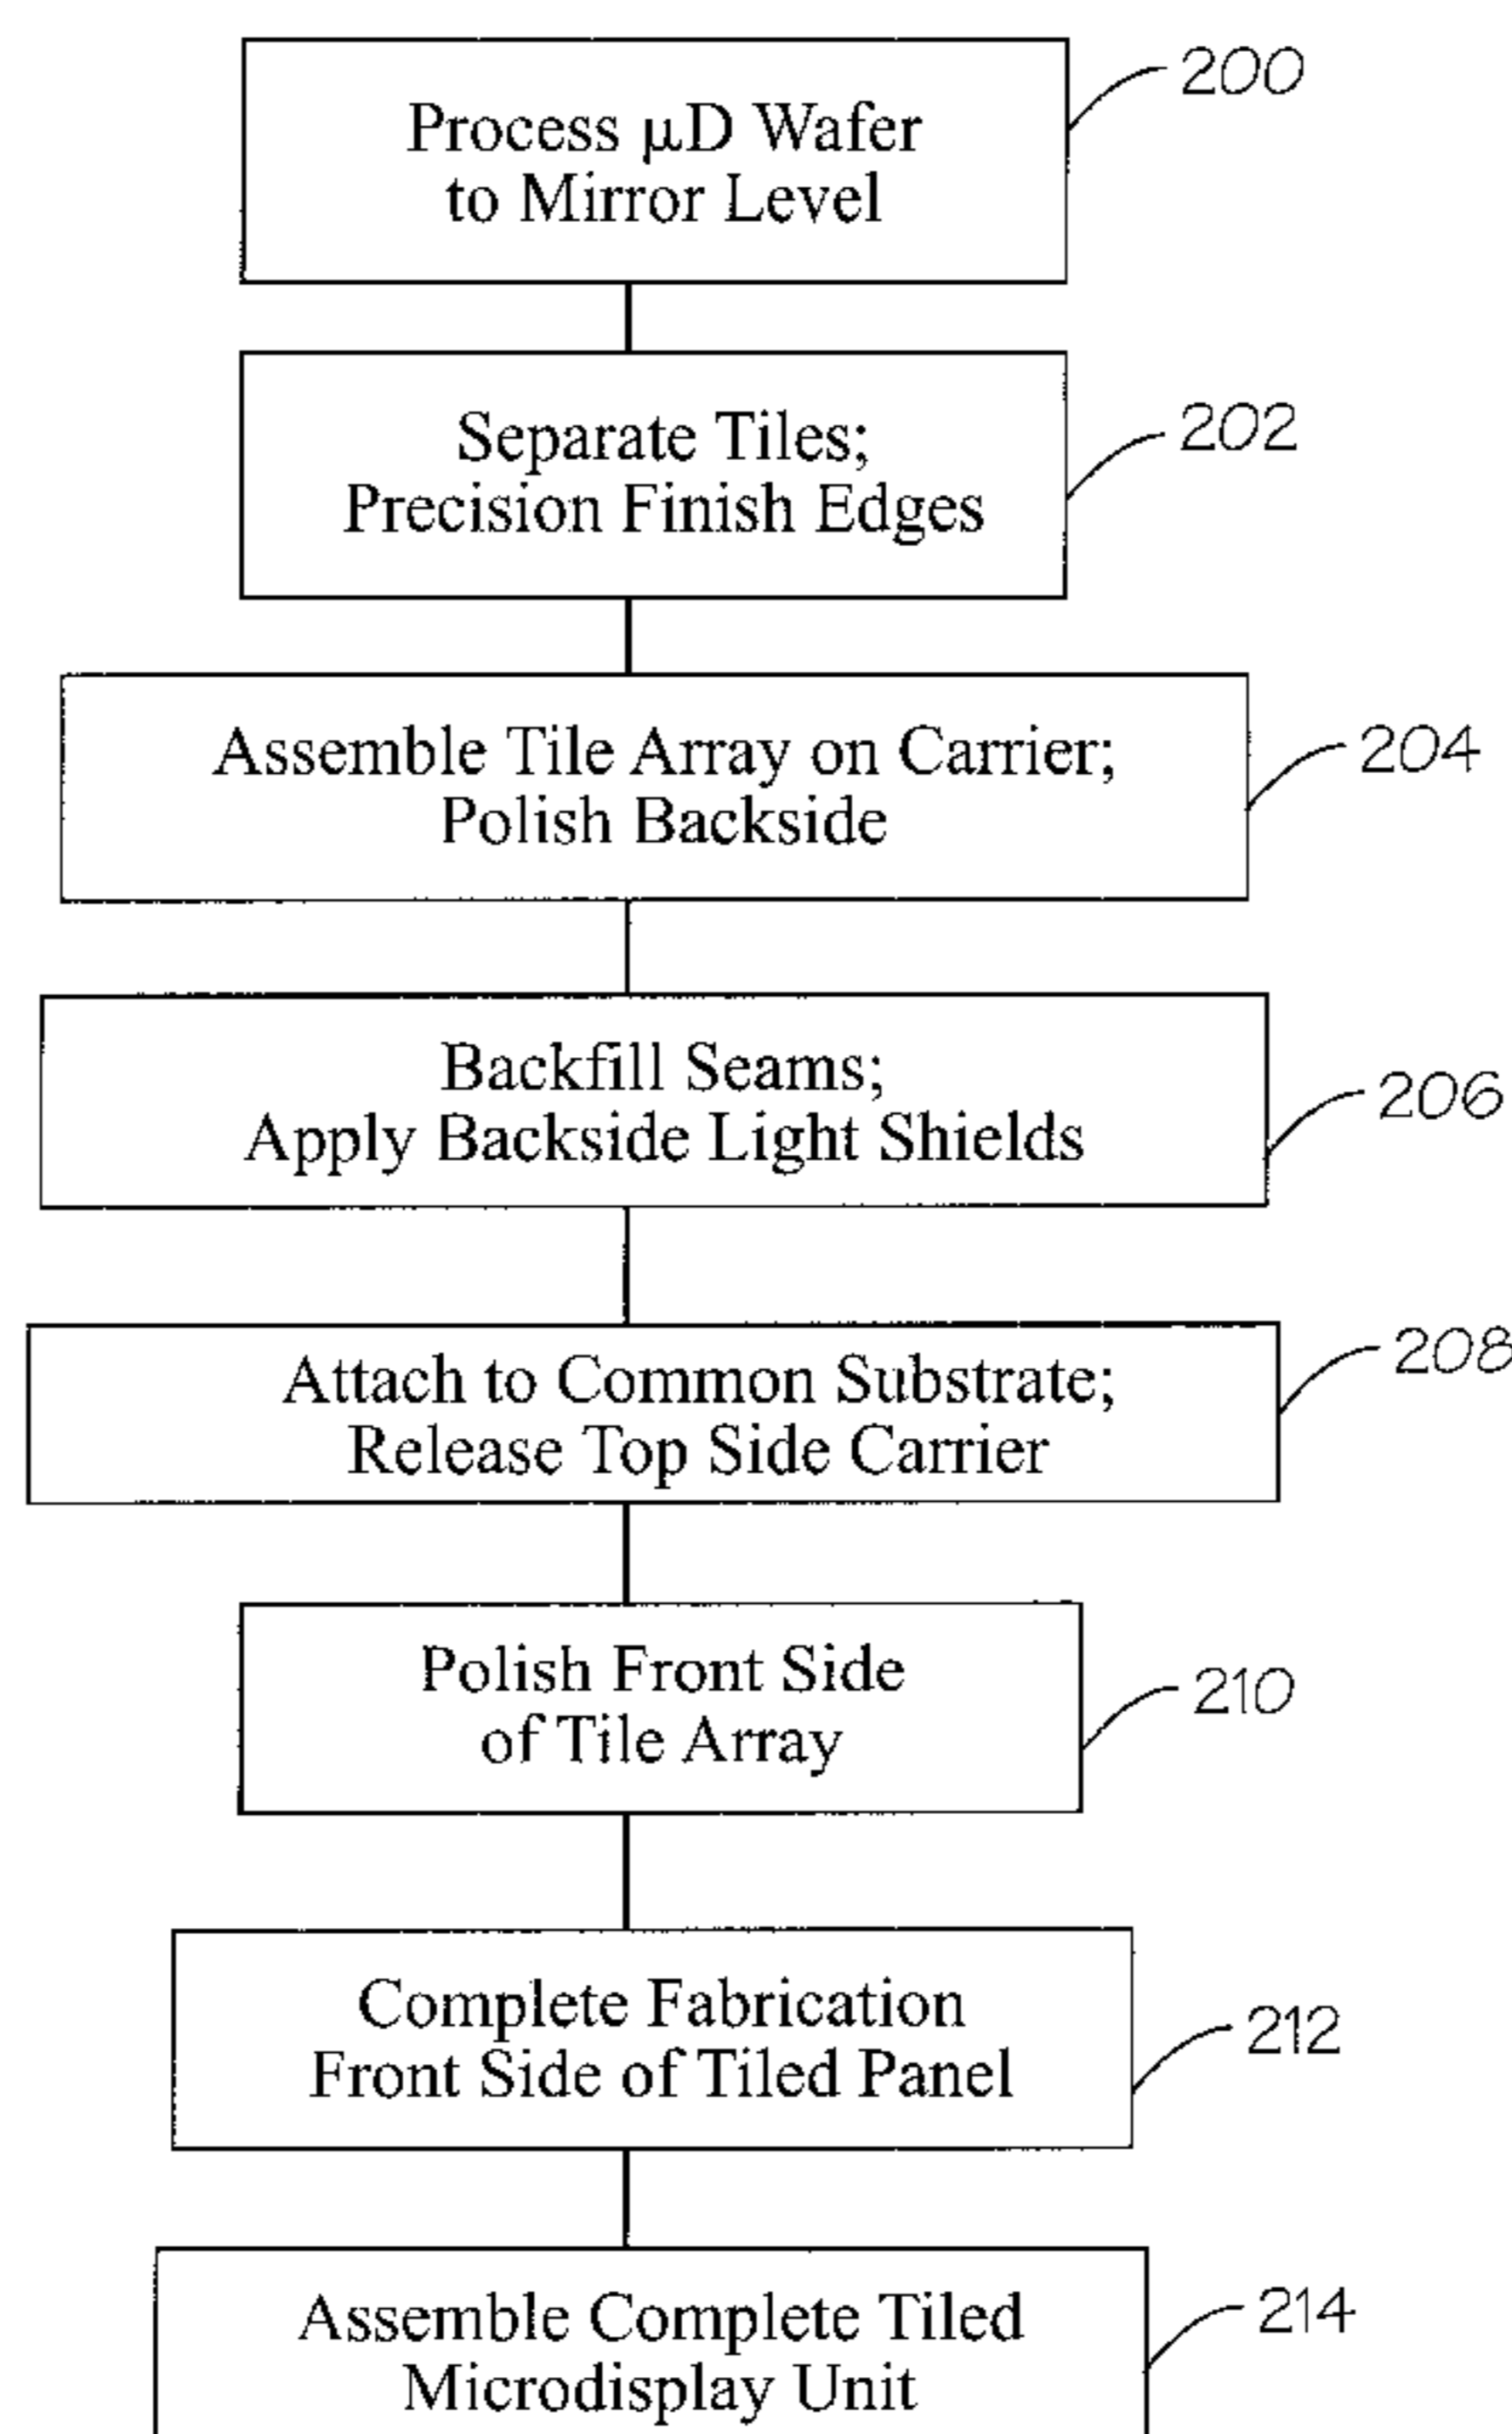 Process μD Wafer
to Mirror Level
200
Separate Tiles;
Precision Finish Edges
202
Assemble Tile Array on Carrier;
Polish Backside
204
Backfill Seams;
Apply Backside Light Shields
206
Attach to Common Substrate;
Release Top Side Carrier
208
Polish Front Side
of Tile Array
210
Complete Fabrication
Front Side of Tiled Panel
212
Assemble Complete Tiled
Microdisplay Unit
214